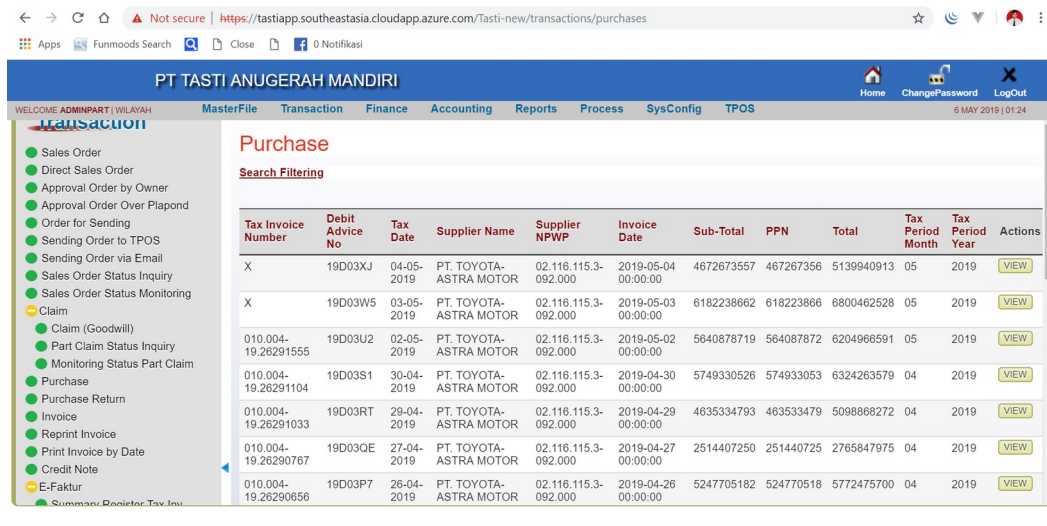 Not secure | https://tastiapp.southeastasia.cloudapp.azure.com/Tasti-new/transactions/purchases
Apps Funmoods Search Close 0 Notifikasi
PT TASTI ANUGERAH MANDIRI
Home ChangePassword LogOut
WELCOME ADMINPART | WILAYAH MasterFile Transaction Finance Accounting Reports Process SysConfig TPOS 6 MAY 2019 | 01:24
Transaction
Sales Order
Direct Sales Order
Approval Order by Owner
Approval Order Over Plapond
Order for Sending
Sending Order to TPOS
Sending Order via Email
Sales Order Status Inquiry
Sales Order Status Monitoring
Claim
Claim (Goodwill)
Part Claim Status Inquiry
Monitoring Status Part Claim
Purchase
Purchase Return
Invoice
Reprint Invoice
Print Invoice by Date
Credit Note
E-Faktur
Summary Register Tax Inv
Purchase
Search Filtering
Tax Invoice Debit Tax Supplier Name Supplier Invoice Sub-Total PPN Total Tax Tax Actions
Number Advice Date NPWP Date Period Period
No Month Year
X 19D03XJ 04-05- PT. TOYOTA- 02.116.115.3- 2019-05-04 4672673557 467267356 5139940913 05 2019 VIEW
2019 ASTRA MOTOR 092.000 00:00:00
X 19D03W5 03-05- PT. TOYOTA- 02.116.115.3- 2019-05-03 6182238662 618223866 6800462528 05 2019 VIEW
2019 ASTRA MOTOR 092.000 00:00:00
010.004- 19D03U2 02-05- PT. TOYOTA- 02.116.115.3- 2019-05-02 5640878719 564087872 6204966591 05 2019 VIEW
19.26291555 2019 ASTRA MOTOR 092.000 00:00:00
010.004- 19D03S1 30-04- PT. TOYOTA- 02.116.115.3- 2019-04-30 5749330526 574933053 6324263579 04 2019 VIEW
19.26291104 2019 ASTRA MOTOR 092.000 00:00:00
010.004- 19D03RT 29-04- PT. TOYOTA- 02.116.115.3- 2019-04-29 4635334793 463533479 5098868272 04 2019 VIEW
19.26291033 2019 ASTRA MOTOR 092.000 00:00:00
010.004- 19D03QE 27-04- PT. TOYOTA- 02.116.115.3- 2019-04-27 2514407250 251440725 2765847975 04 2019 VIEW
19.26290767 2019 ASTRA MOTOR 092.000 00:00:00
010.004- 19D03P7 26-04- PT. TOYOTA- 02.116.115.3- 2019-04-26 5247705182 524770518 5772475700 04 2019 VIEW
19.26290656 2019 ASTRA MOTOR 092.000 00:00:00